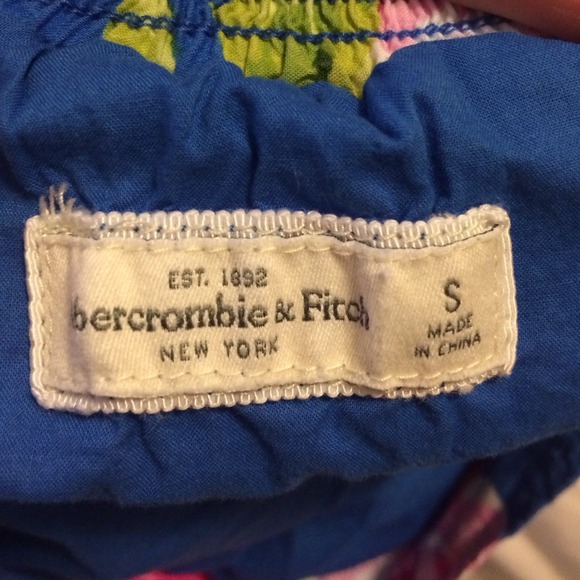 EST. 1892
bercrombie & Fitch
NEW YORK
S
MADE
IN CHINA